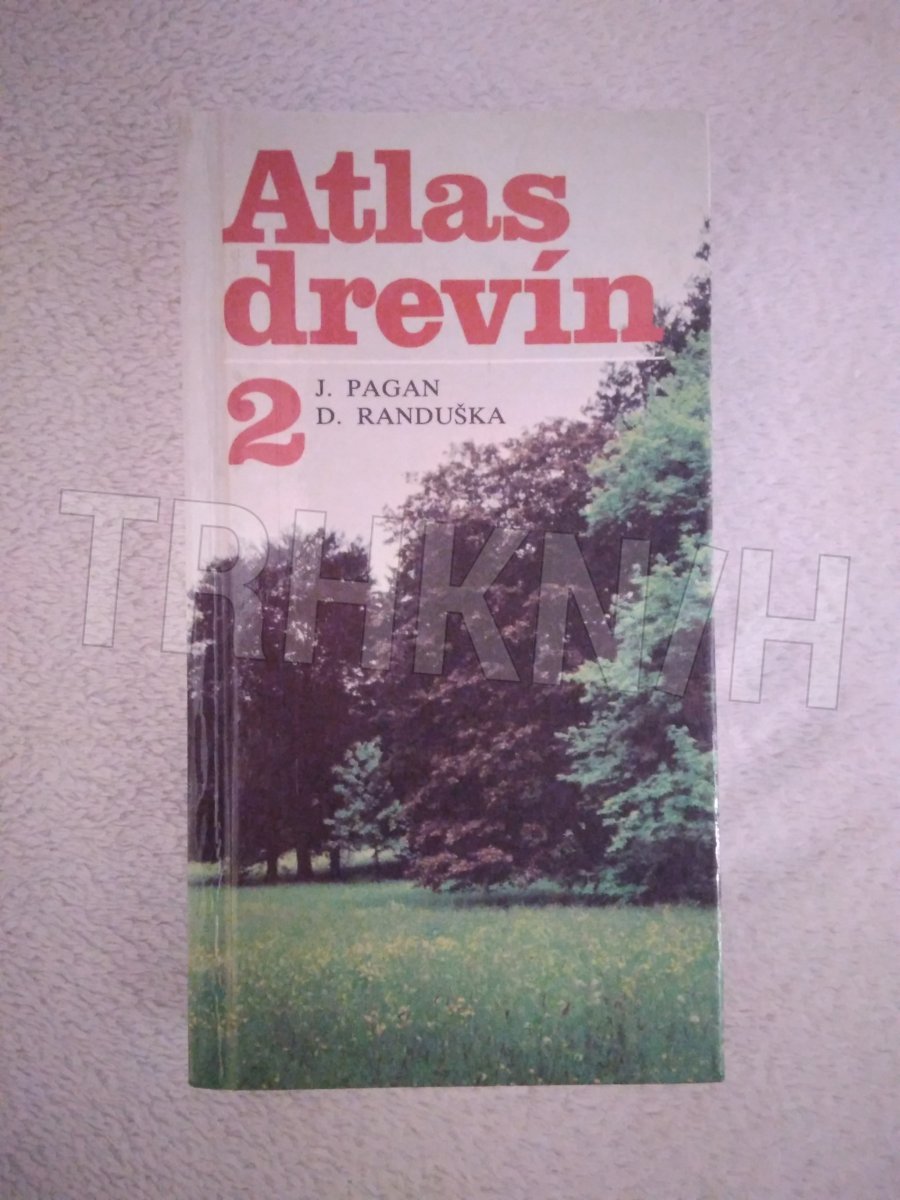 Atlas
drevín
2
J. PAGAN
D. RANDUŠKA
TRHKNIH